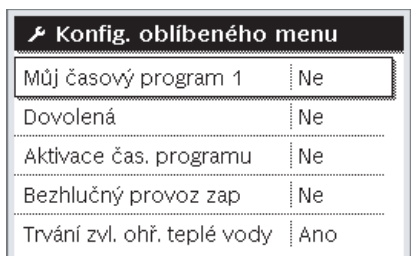 Konfig. oblíbeného menu
Můj časový program 1 Ne
Dovolená Ne
Aktivace čas. programu Ne
Bezhlučný provoz zap Ne
Trvání zvl. ohř. teplé vody Ano